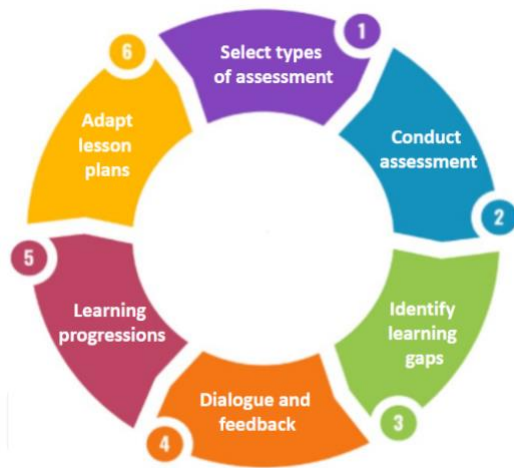 1
Select types
of assessment
2
Conduct
assessment
3
Identify
learning
gaps
4
Dialogue and
feedback
5
Learning
progressions
6
Adapt
lesson
plans